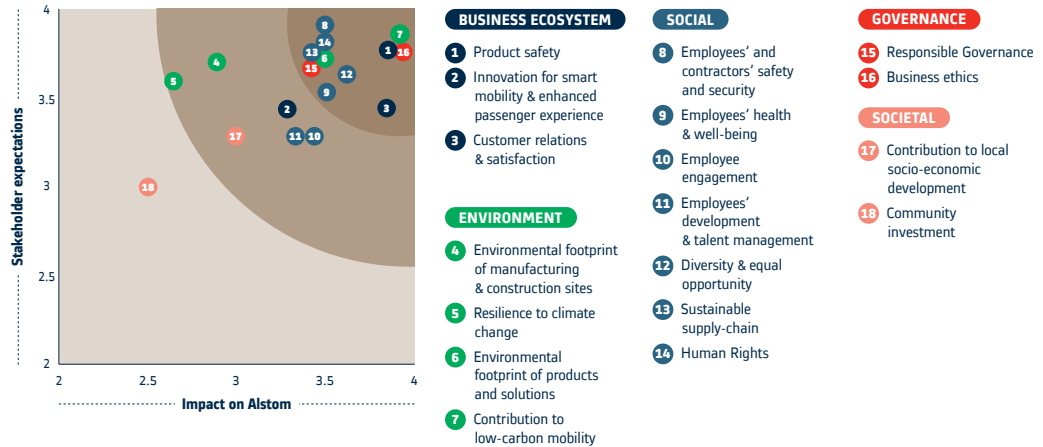 4
3.5
3
2.5
2
Stakeholder expectations
2
2.5
3
3.5
4
Impact on Alstom
8
14
13
6
15
7
1
16
12
9
3
2
11
10
4
5
17
18
BUSINESS ECOSYSTEM
1 Product safety
2 Innovation for smart
mobility & enhanced
passenger experience
3 Customer relations
& satisfaction
ENVIRONMENT
4 Environmental footprint
of manufacturing
& construction sites
5 Resilience to climate
change
6 Environmental
footprint of products
and solutions
7 Contribution to
low-carbon mobility
SOCIAL
8 Employees' and
contractors' safety
and security
9 Employees' health
& well-being
10 Employee
engagement
11 Employees'
development
& talent management
12 Diversity & equal
opportunity
13 Sustainable
supply-chain
14 Human Rights
GOVERNANCE
15 Responsible Governance
16 Business ethics
SOCIETAL
17 Contribution to local
socio-economic
development
18 Community
investment